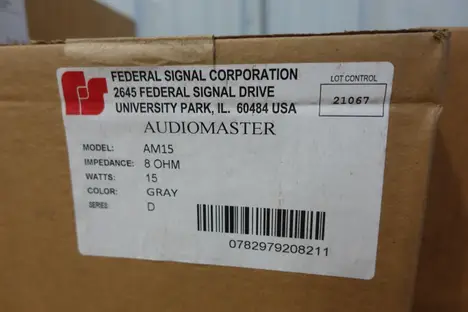 FEDERAL SIGNAL CORPORATION
2645 FEDERAL SIGNAL DRIVE
UNIVERSITY PARK, IL. 60484 USA
LOT CONTROL
21067
AUDIOMASTER
MODEL: AM15
IMPEDANCE: 8 OHM
WATTS: 15
COLOR: GRAY
SERIES: D
0782979208211